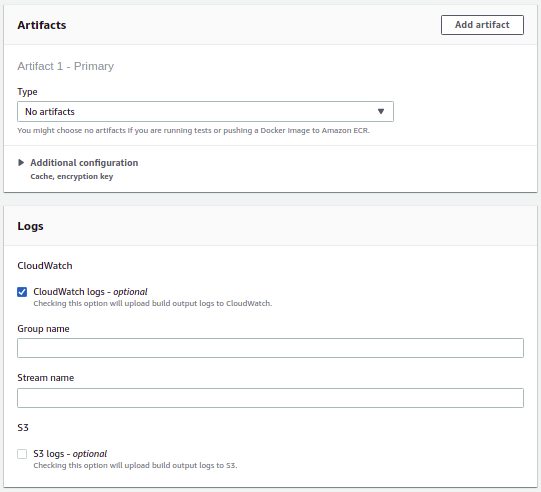 Artifacts
Add artifact
Artifact 1 - Primary
Type
No artifacts
You might choose no artifacts if you are running tests or pushing a Docker image to Amazon ECR.
Additional configuration
Cache, encryption key
Logs
CloudWatch
CloudWatch logs - optional
Checking this option will upload build output logs to CloudWatch.
Group name
Stream name
S3
S3 logs - optional
Checking this option will upload build output logs to S3.